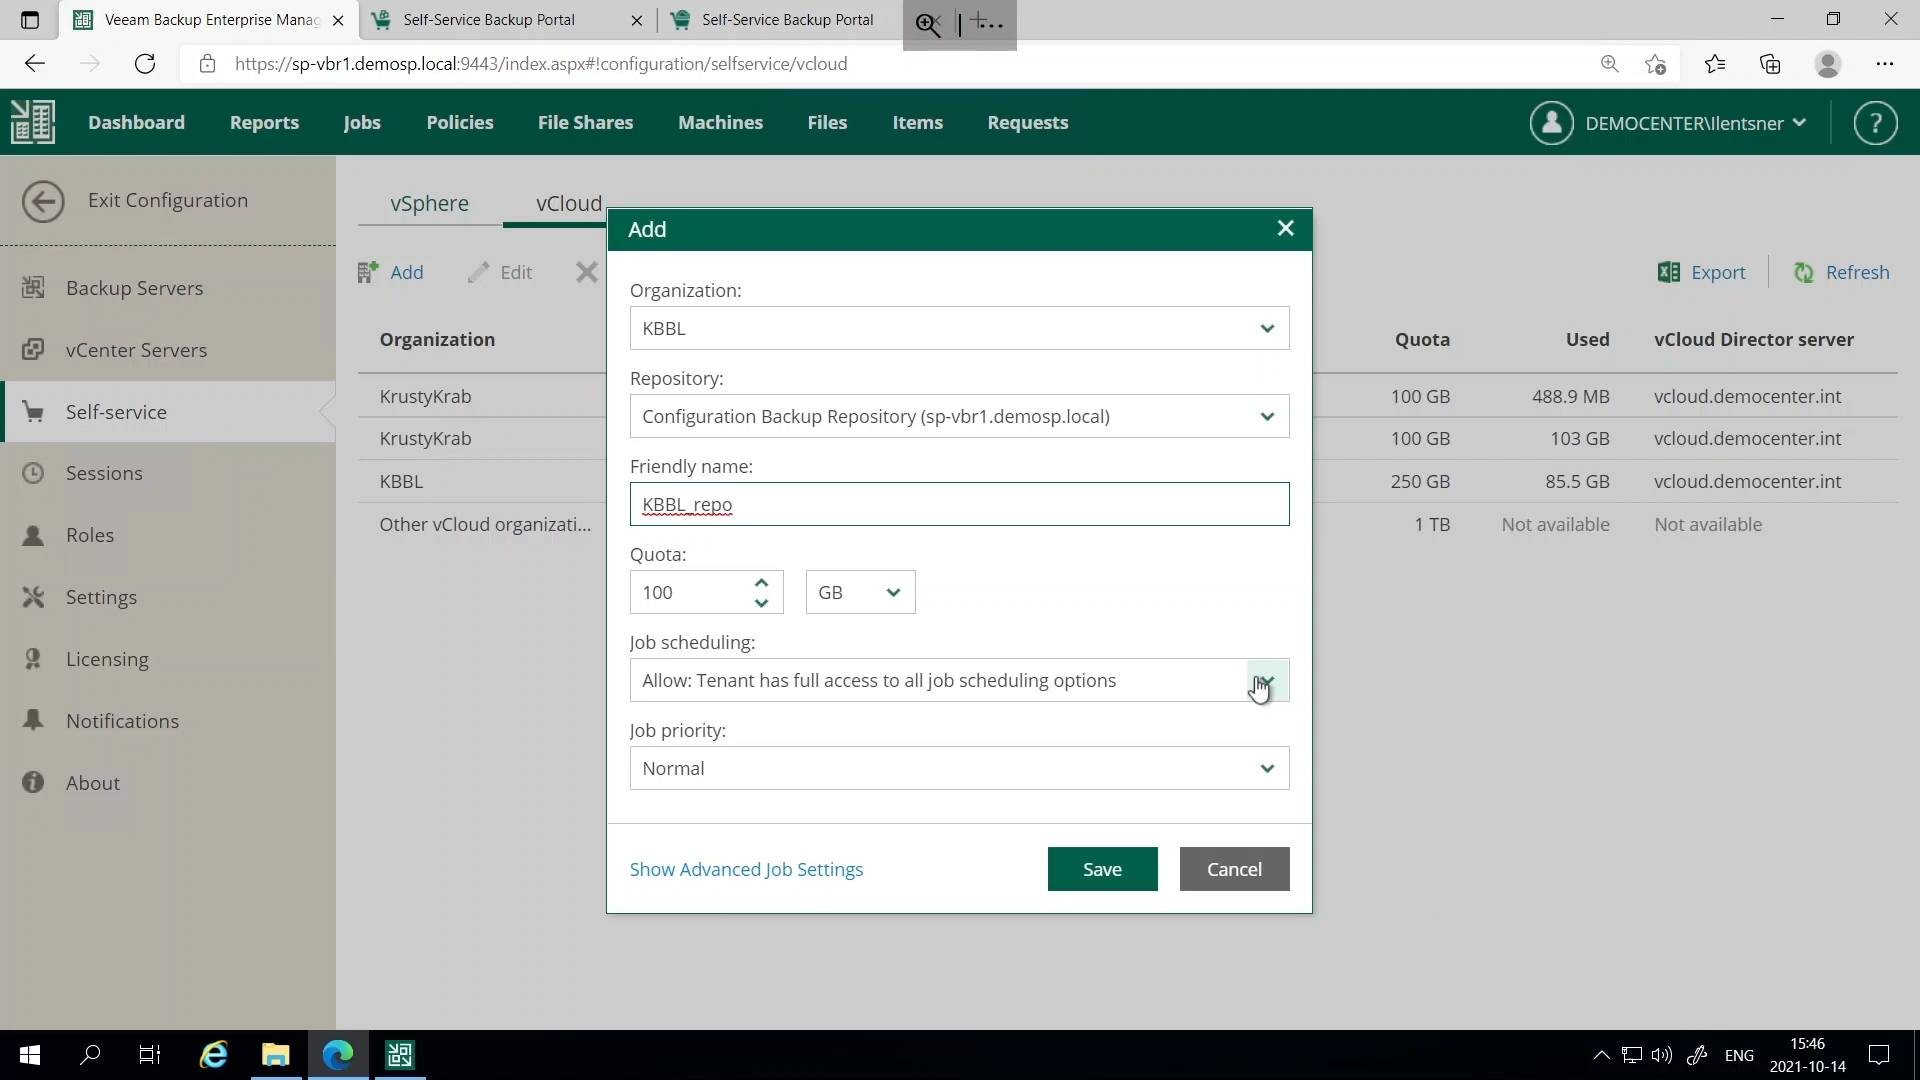 Veeam Backup Enterprise Manag
Self-Service Backup Portal
Self-Service Backup Portal
https://sp-vbr1.demosp.local:9443/index.aspx#!configuration/selfservice/vcloud
Dashboard
Reports
Jobs
Policies
File Shares
Machines
Files
Items
Requests
DEMOCENTER\llentsner
?
Exit Configuration
Backup Servers
vCenter Servers
Self-service
Sessions
Roles
Settings
Licensing
Notifications
About
vSphere
vCloud
Add
Edit
Export
Refresh
Organization
Quota
Used
vCloud Director server
KrustyKrab
100 GB
488.9 MB
vcloud.democenter.int
KrustyKrab
100 GB
103 GB
vcloud.democenter.int
KBBL
250 GB
85.5 GB
vcloud.democenter.int
Other vCloud organizati...
1 TB
Not available
Not available
Add
Organization:
KBBL
Repository:
Configuration Backup Repository (sp-vbr1.demosp.local)
Friendly name:
KBBL_repo
Quota:
100
GB
Job scheduling:
Allow: Tenant has full access to all job scheduling options
Job priority:
Normal
Show Advanced Job Settings
Save
Cancel
ENG
15:46
2021-10-14